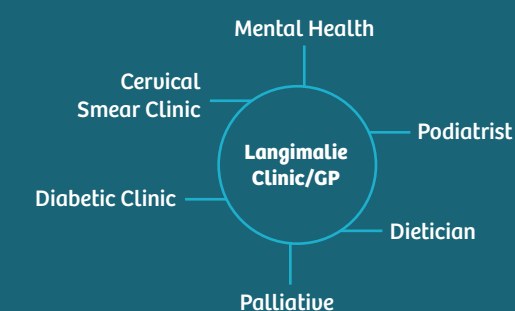 Mental Health
Cervical
Smear Clinic
Podiatrist
Langimalie
Clinic/GP
Diabetic Clinic
Dietician
Palliative